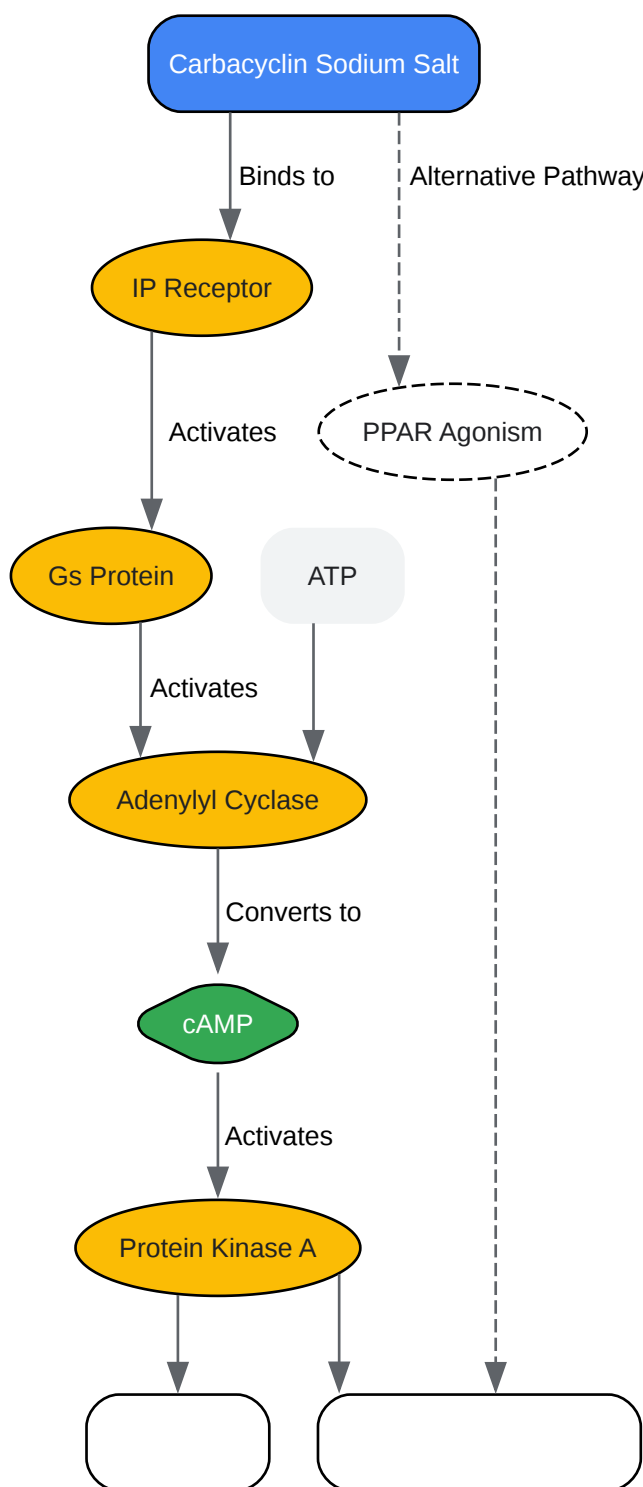 Carbacyclin Sodium Salt
Binds to
Alternative Pathway
IP Receptor
Activates
PPAR Agonism
Gs Protein
ATP
Activates
Adenylyl Cyclase
Converts to
cAMP
Activates
Protein Kinase A